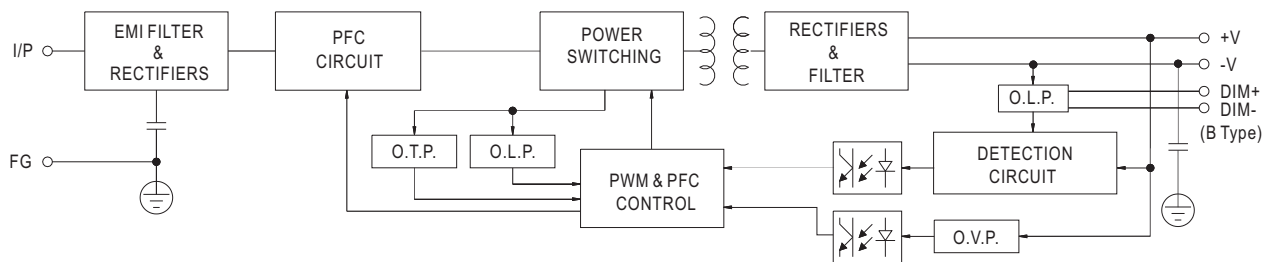 I/P
EMI FILTER
&
RECTIFIERS
PFC
CIRCUIT
POWER
SWITCHING
RECTIFIERS
&
FILTER
+V
-V
DIM+
DIM-
(B Type)
O.L.P.
FG
O.T.P.
O.L.P.
PWM & PFC
CONTROL
DETECTION
CIRCUIT
O.V.P.